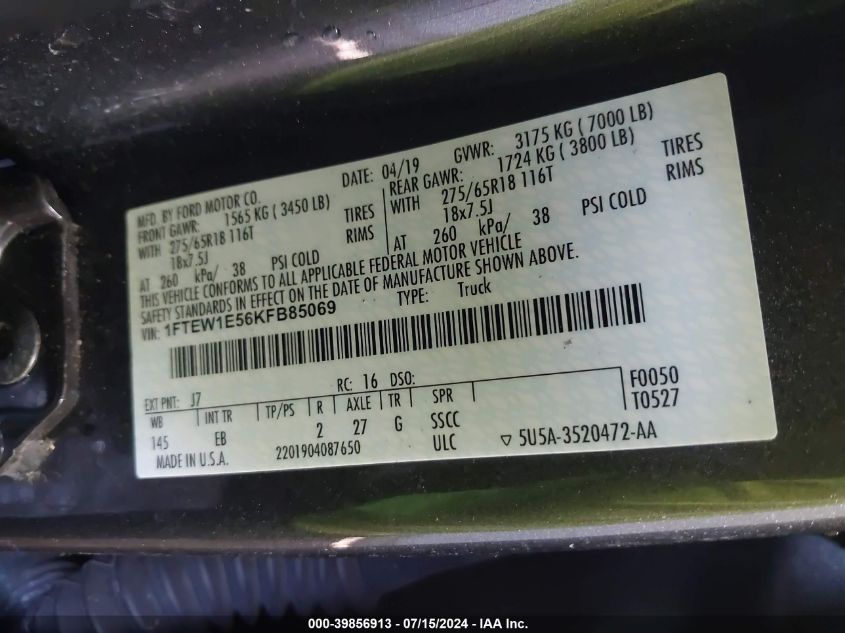 MFD. BY FORD MOTOR CO. DATE: 04/19 GVWR: 3175 KG ( 7000 LB)
FRONT GAWR: 1565 KG ( 3450 LB) REAR GAWR: 1724 KG ( 3800 LB)
WITH 275/65R18 116T TIRES WITH 275/65R18 116T TIRES
18x7.5J RIMS 18x7.5J RIMS
AT 260 kPa/ 38 PSI COLD AT 260 kPa/ 38 PSI COLD
THIS VEHICLE CONFORMS TO ALL APPLICABLE FEDERAL MOTOR VEHICLE
SAFETY STANDARDS IN EFFECT ON THE DATE OF MANUFACTURE SHOWN ABOVE.
VIN: 1FTEW1E56KFB85069 TYPE: Truck
EXT PNT: J7 RC: 16 DSO: F0050
WB INT TR TP/PS R AXLE TR SPR T0527
145 EB 2 27 G SSCC
MADE IN U.S.A. 2201904087650 ULC ▽ 5U5A-3520472-AA
000-39856913 - 07/15/2024 - IAA Inc.